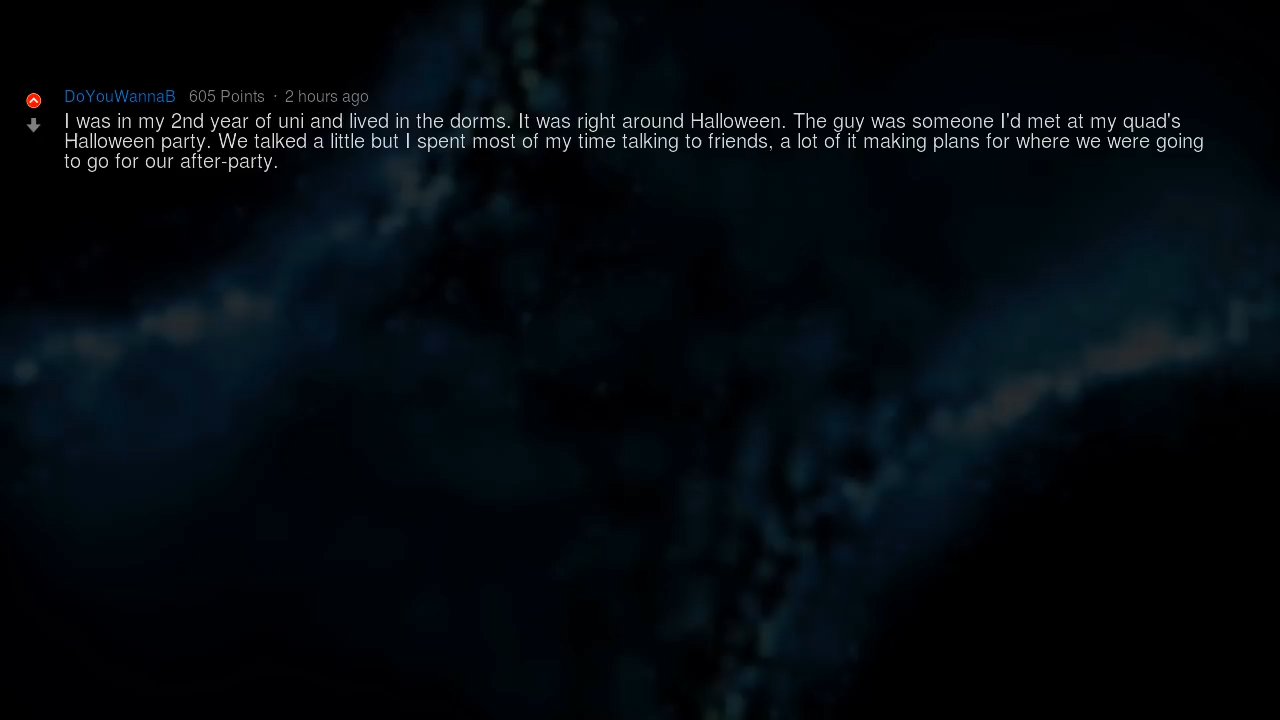 DoYouWannaB 605 Points · 2 hours ago
I was in my 2nd year of uni and lived in the dorms. It was right around Halloween. The guy was someone I'd met at my quad's
Halloween party. We talked a little but I spent most of my time talking to friends, a lot of it making plans for where we were going
to go for our after-party.